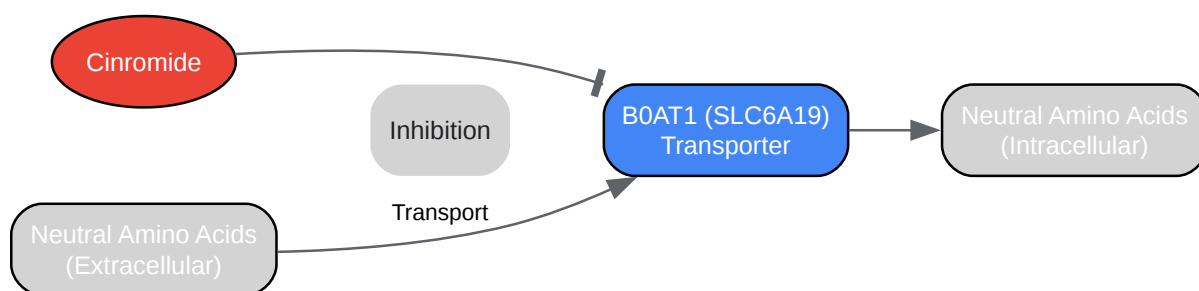 Cinromide
Inhibition
B0AT1 (SLC6A19)
Transporter
Neutral Amino Acids
(Intracellular)
Transport
Neutral Amino Acids
(Extracellular)